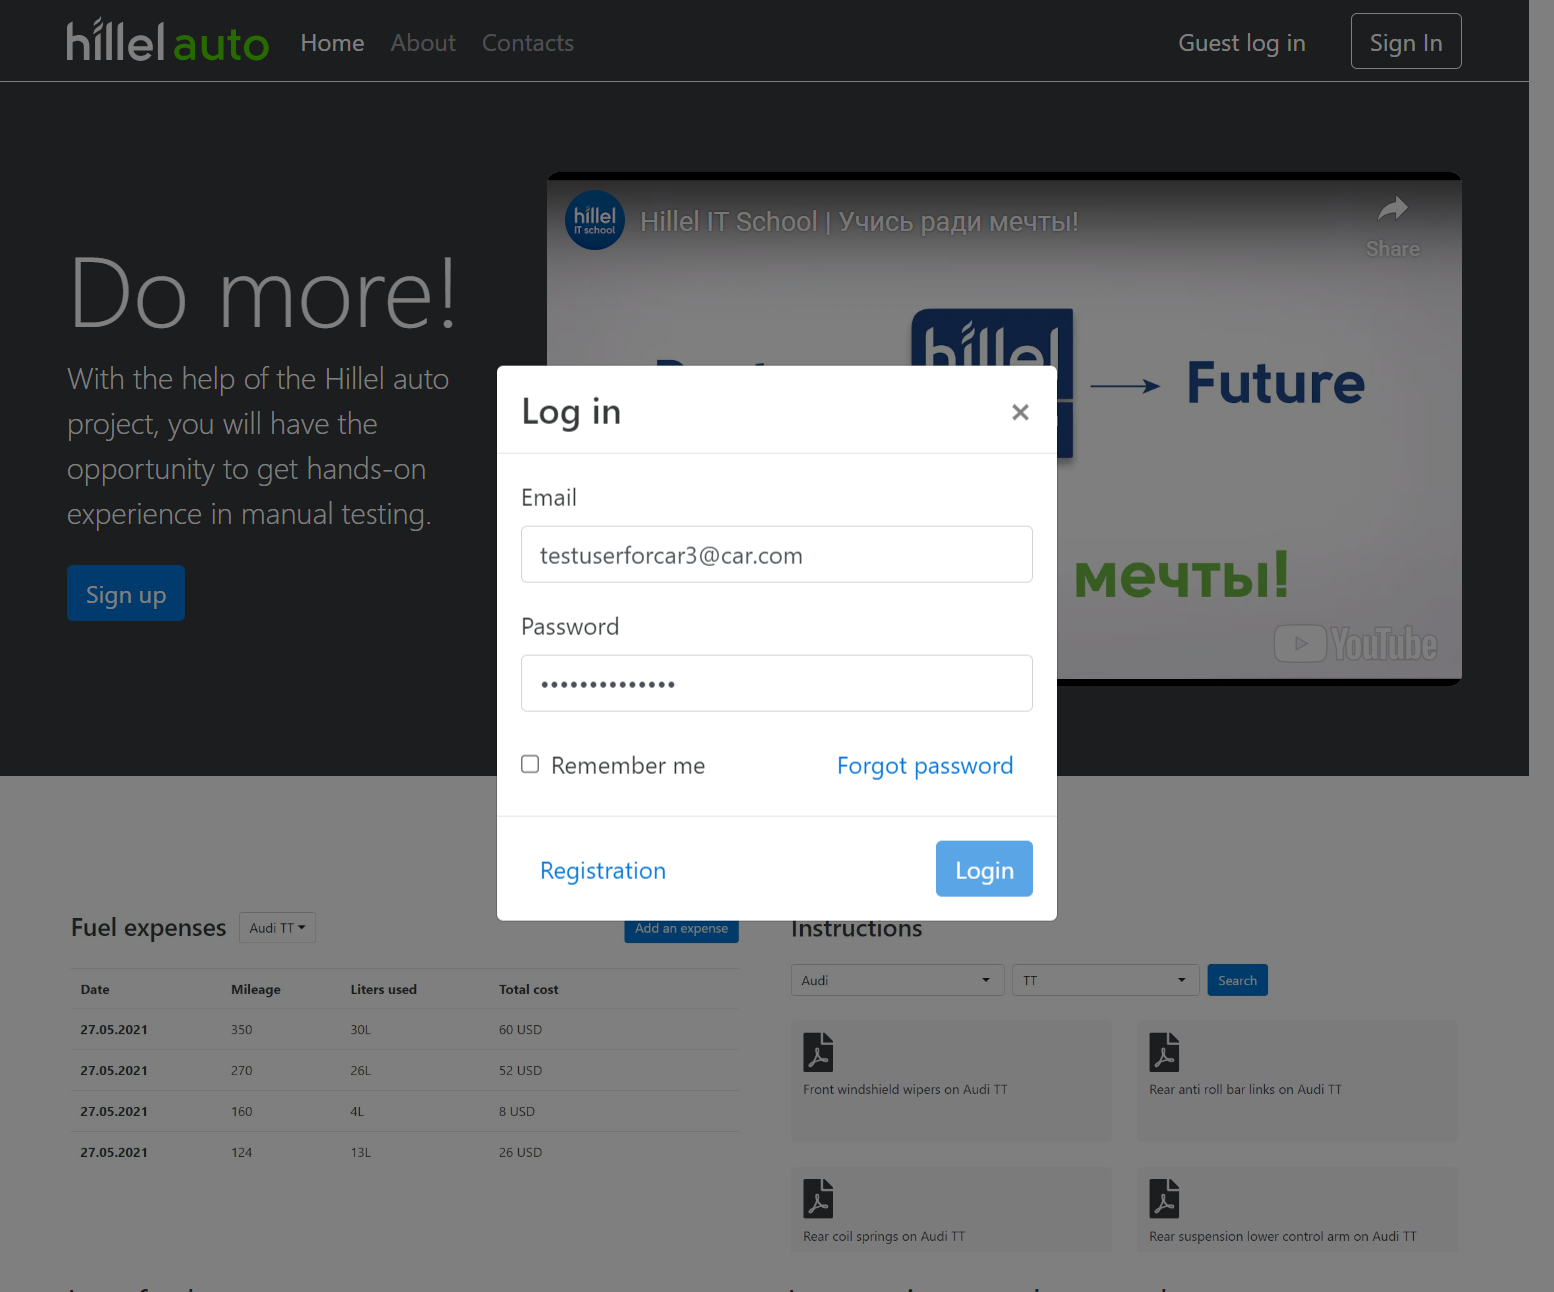 hillel auto
Home
About
Contacts
Guest log in
Sign In
hillel
IT school
Hillel IT School | Учись ради мечты!
Share
Do more!
With the help of the Hillel auto
project, you will have the
opportunity to get hands-on
experience in manual testing.
Sign up
hillel
Future
мечты!
YouTube
Log in
×
Email
testuserforcar3@car.com
Password
••••••••••••••
Remember me
Forgot password
Registration
Login
Fuel expenses
Audi TT
Add an expense
Date Mileage Liters used Total cost
27.05.2021 350 30L 60 USD
27.05.2021 270 26L 52 USD
27.05.2021 160 4L 8 USD
27.05.2021 124 13L 26 USD
Instructions
Audi
TT
Search
Front windshield wipers on Audi TT
Rear anti roll bar links on Audi TT
Rear coil springs on Audi TT
Rear suspension lower control arm on Audi TT